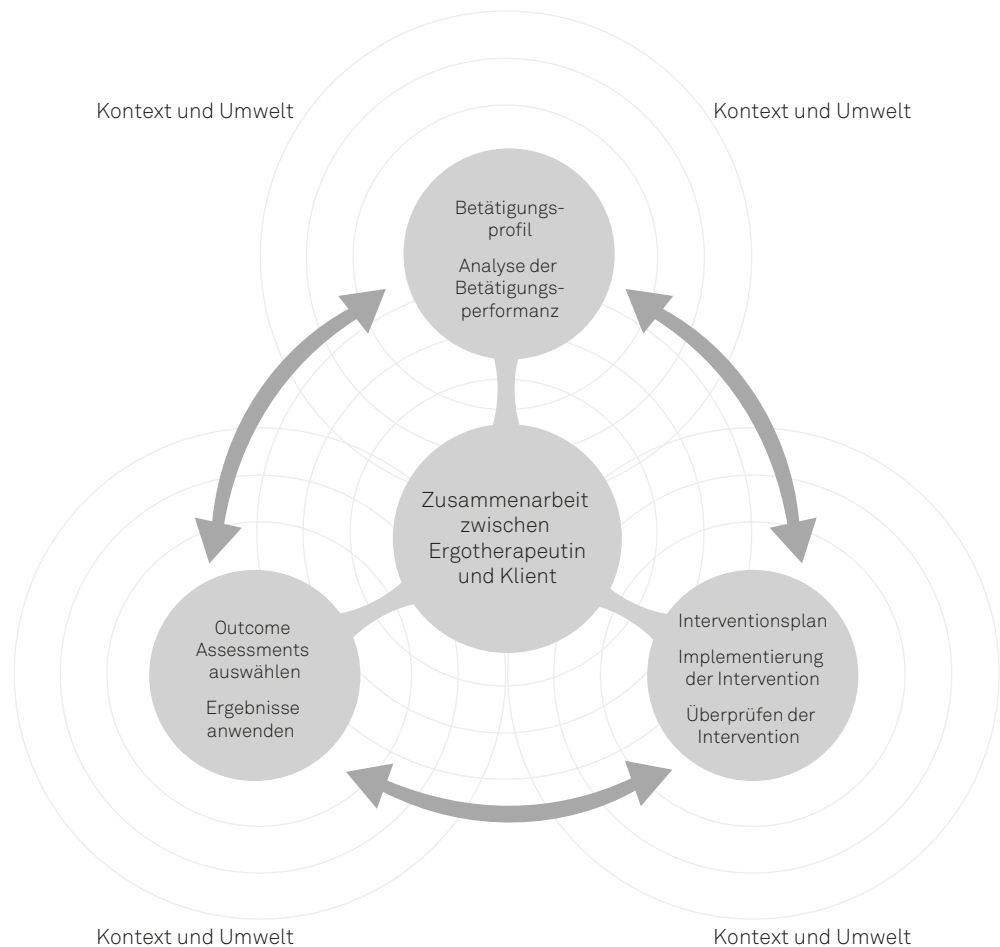 Kontext und Umwelt
Kontext und Umwelt
Betätigungs-
profil
Analyse der
Betätigungs-
performanz
Zusammenarbeit
zwischen
Ergotherapeutin
und Klient
Outcome
Assessments
auswählen
Ergebnisse
anwenden
Interventionsplan
Implementierung
der Intervention
Überprüfen der
Intervention
Kontext und Umwelt
Kontext und Umwelt